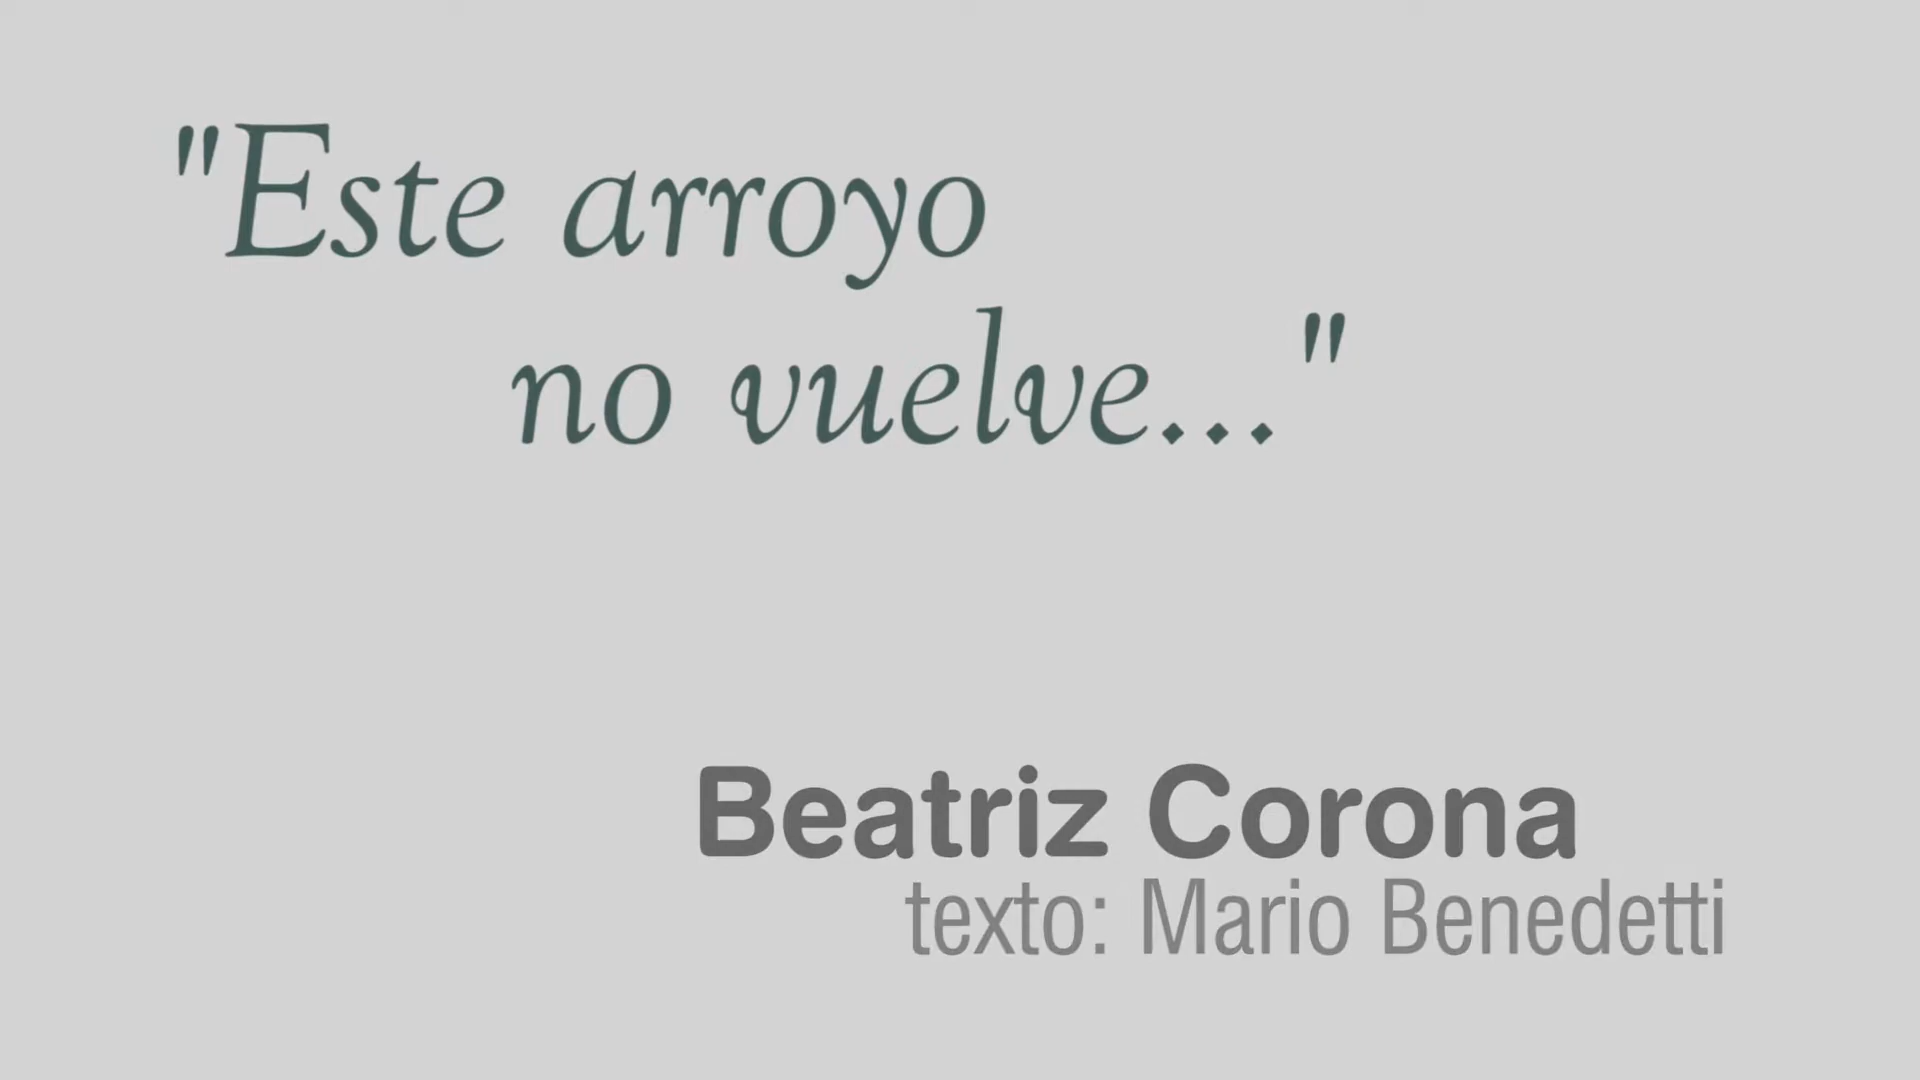 "Este arroyo
no vuelve..."
Beatriz Corona
texto: Mario Benedetti